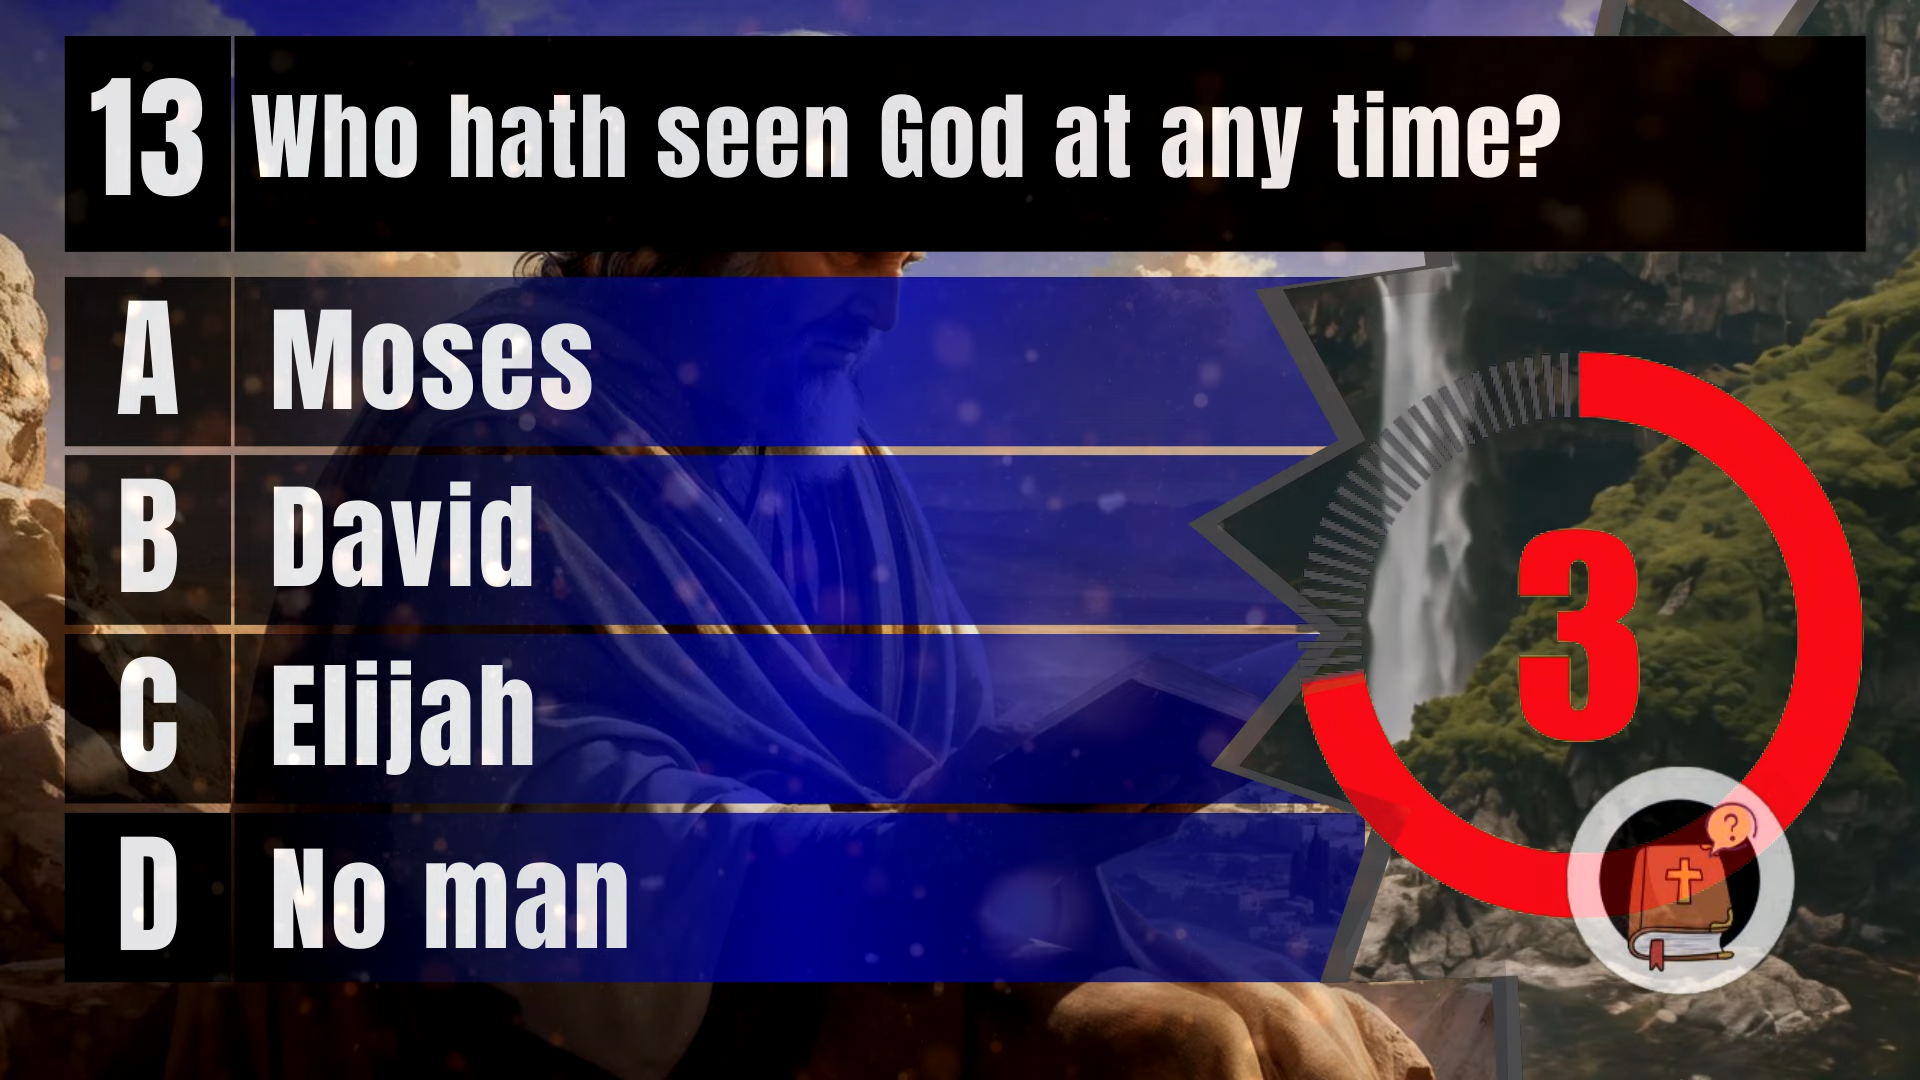 13 Who hath seen God at any time?
A Moses
B David
C Elijah
D No man
3
?